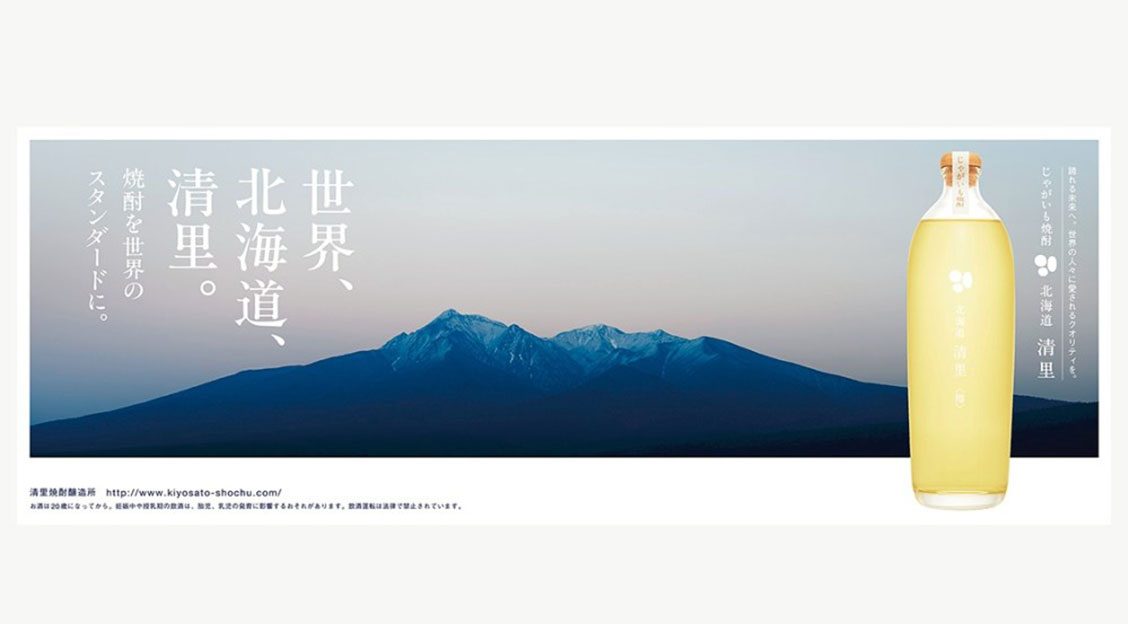 世界、
北海道、
清里。
焼酎を世界の
スタンダードに。
誇れる未来へ。世界の人々に愛されるクオリティを。
じゃがいも焼酎 北海道 清里
じゃがいも焼酎
北海道 清里〈樽〉
清里焼酎醸造所 http://www.kiyosato-shochu.com/
お酒は20歳になってから。妊娠中や授乳期の飲酒は、胎児、乳児の発育に影響するおそれがあります。飲酒運転は法律で禁止されています。